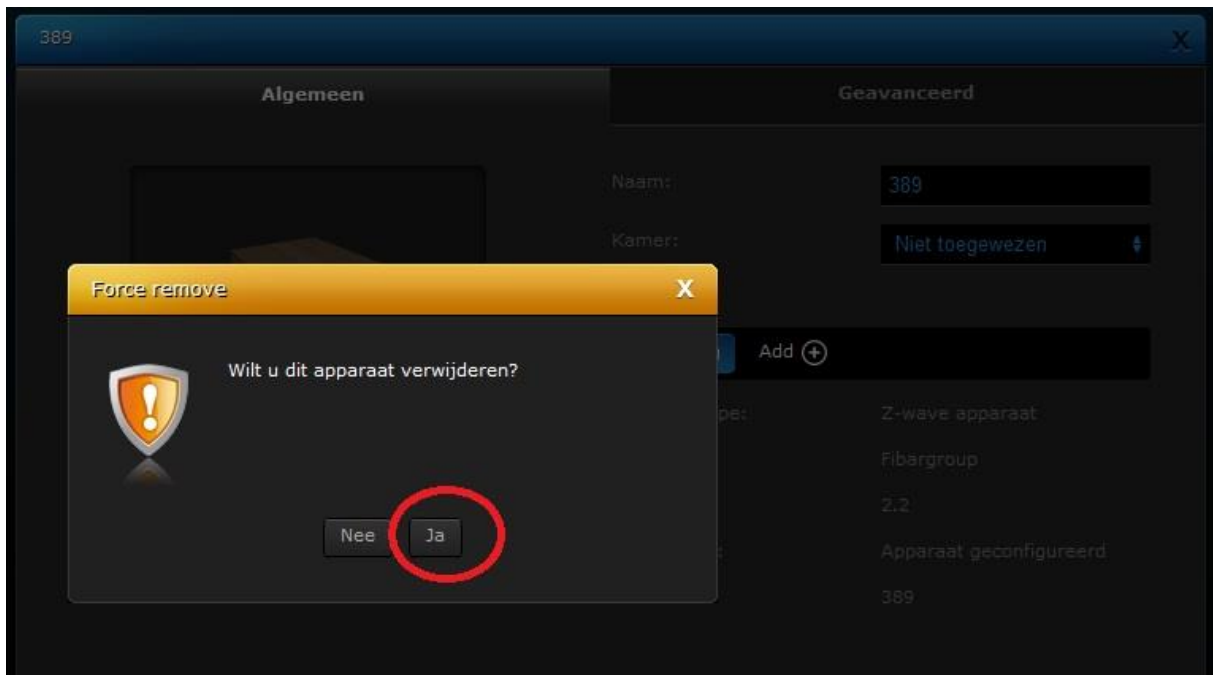 389
X
Algemeen
Geavanceerd
Naam:
389
Kamer:
Niet toegewezen
Force remove
X
Wilt u dit apparaat verwijderen?
Nee
Ja
Add
Z-wave apparaat
Fibargroup
2.2
Apparaat geconfigureerd
389